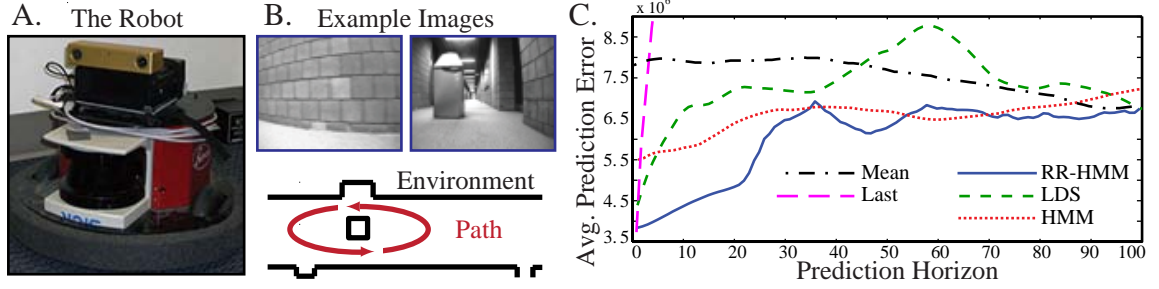 A. The Robot
B. Example Images
Environment
Path
C.
x 10⁶
Avg. Prediction Error
8.5
7.5
6.5
5.5
4.5
3.5
Mean
Last
RR-HMM
LDS
HMM
0 10 20 30 40 50 60 70 80 90 100
Prediction Horizon